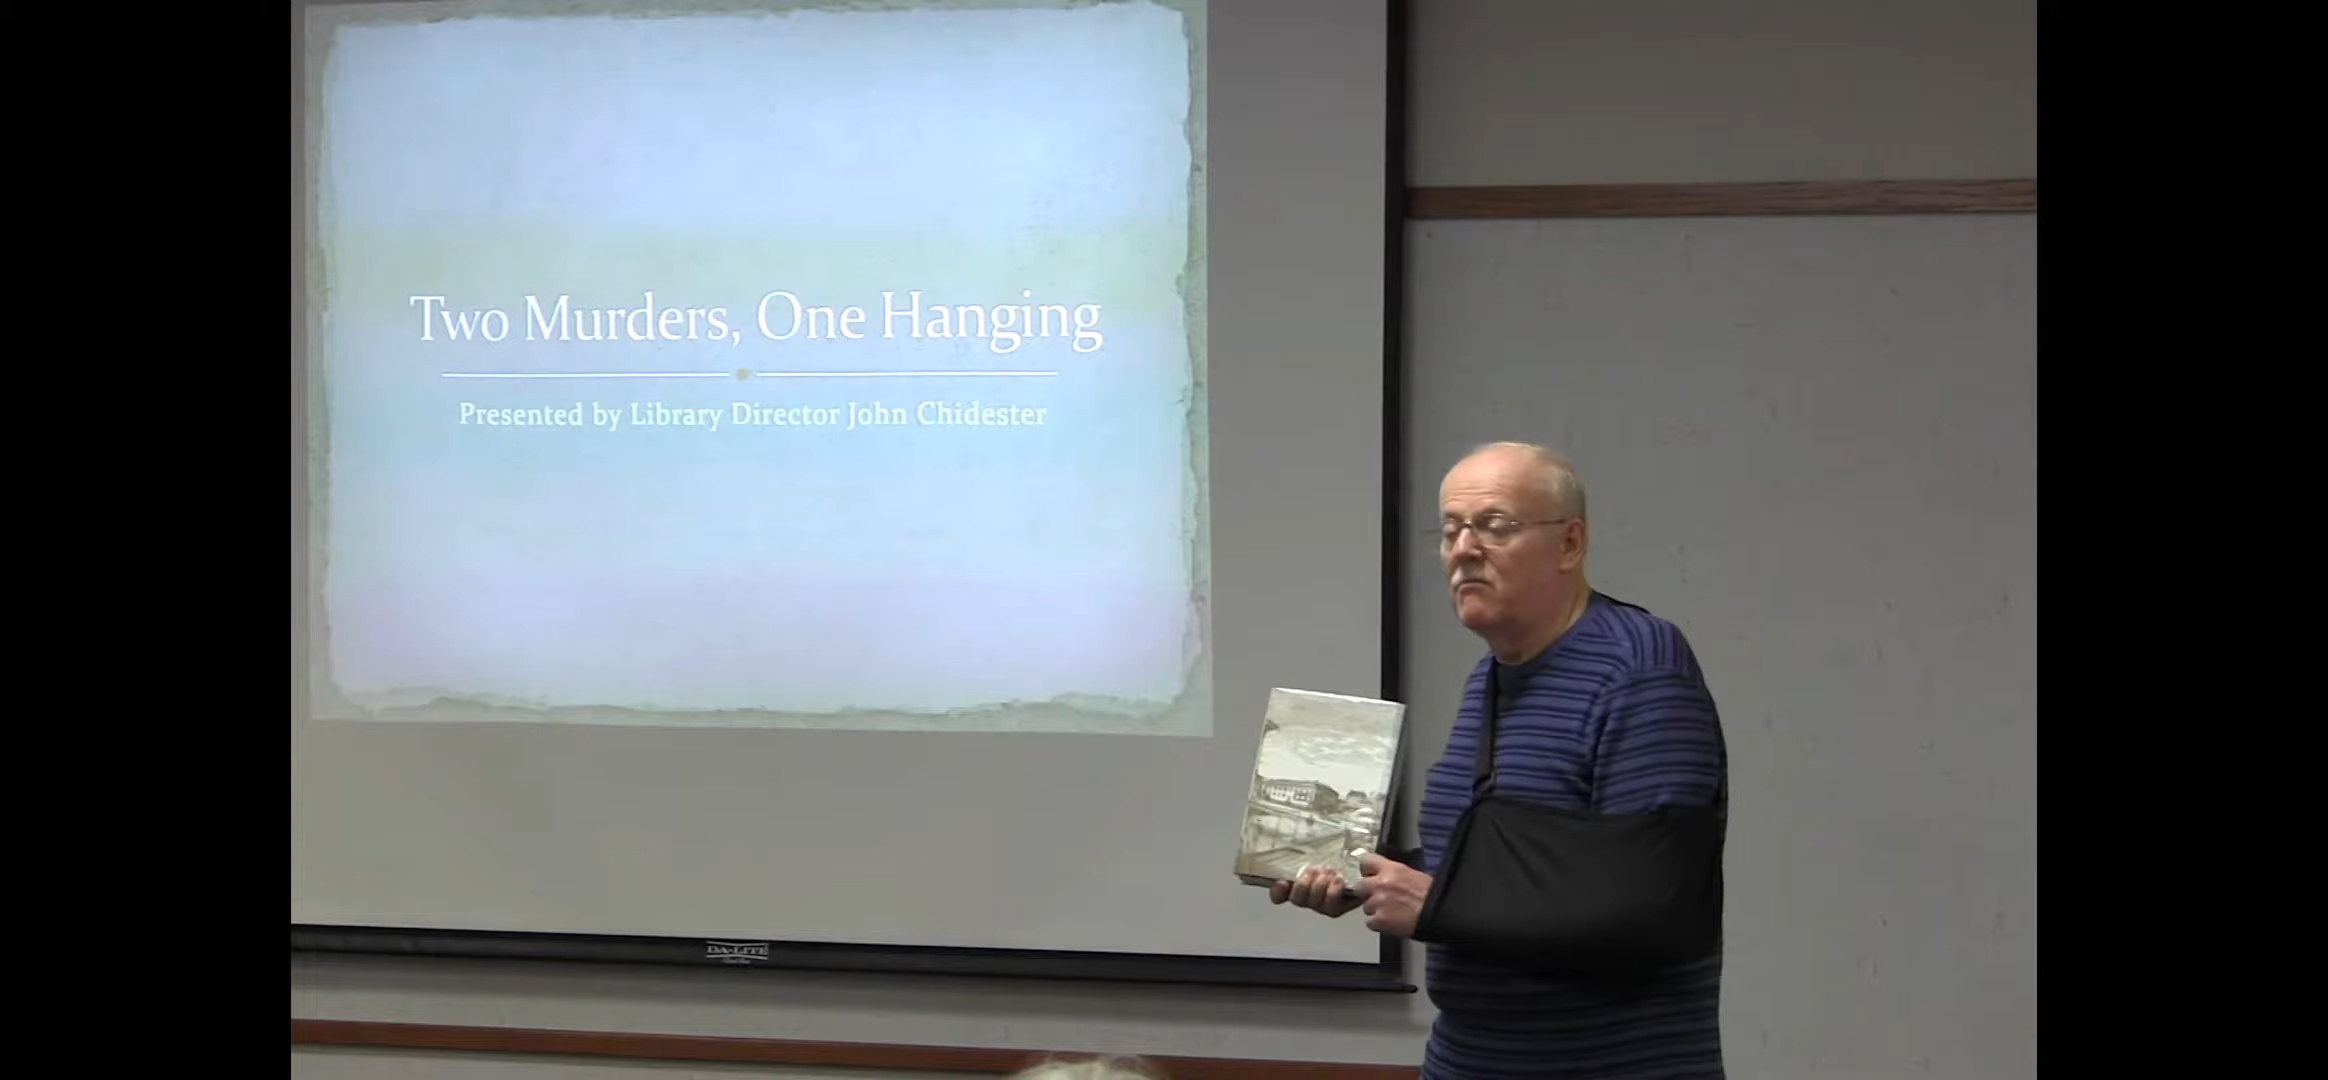 Two Murders, One Hanging
Presented by Library Director John Chidester
DA-LITE